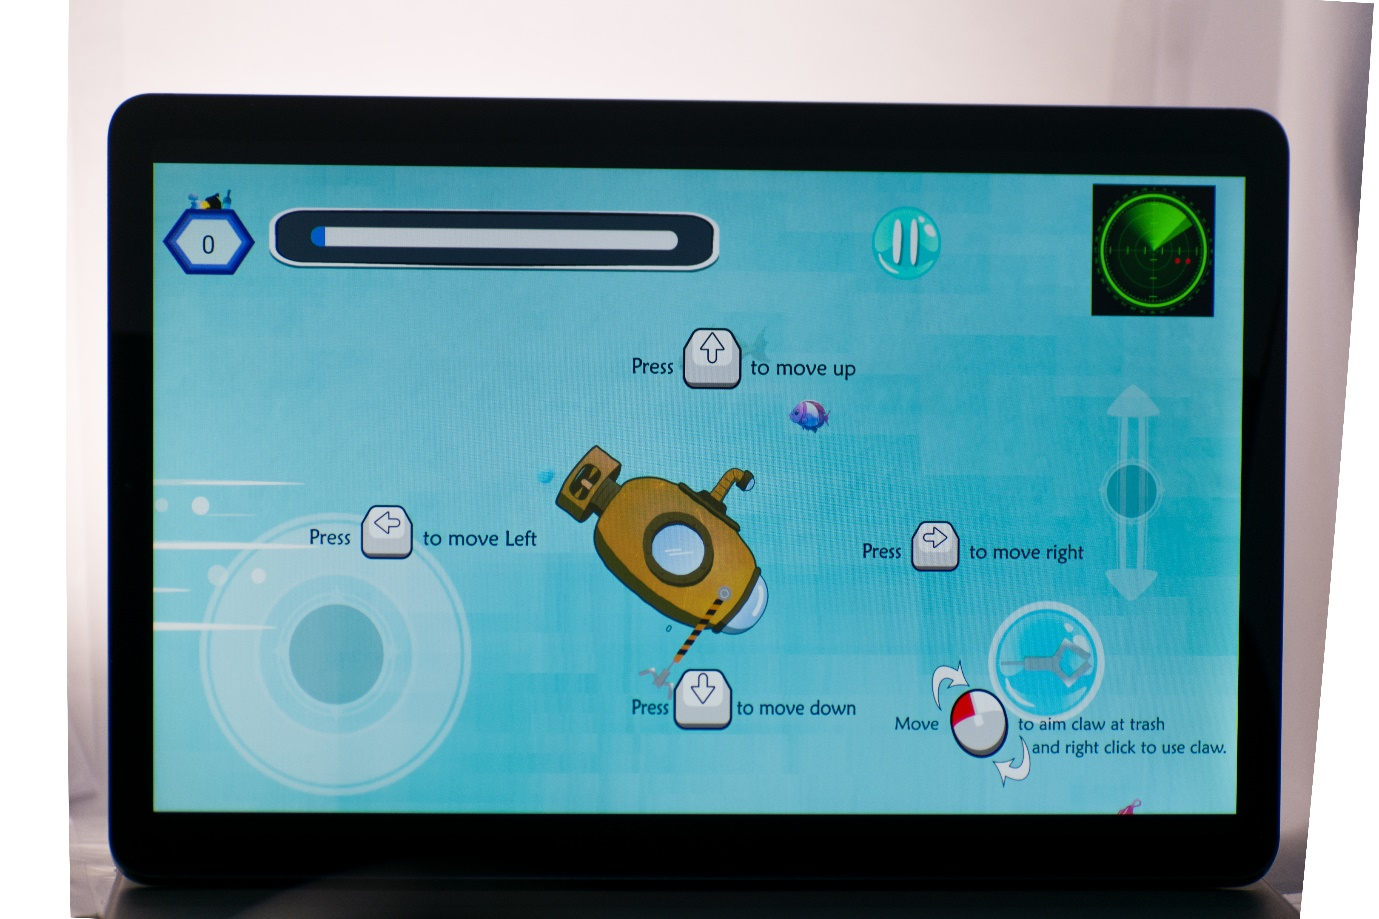 0
Press to move up
Press to move Left
Press to move right
Press to move down
Move to aim claw at trash
and right click to use claw.